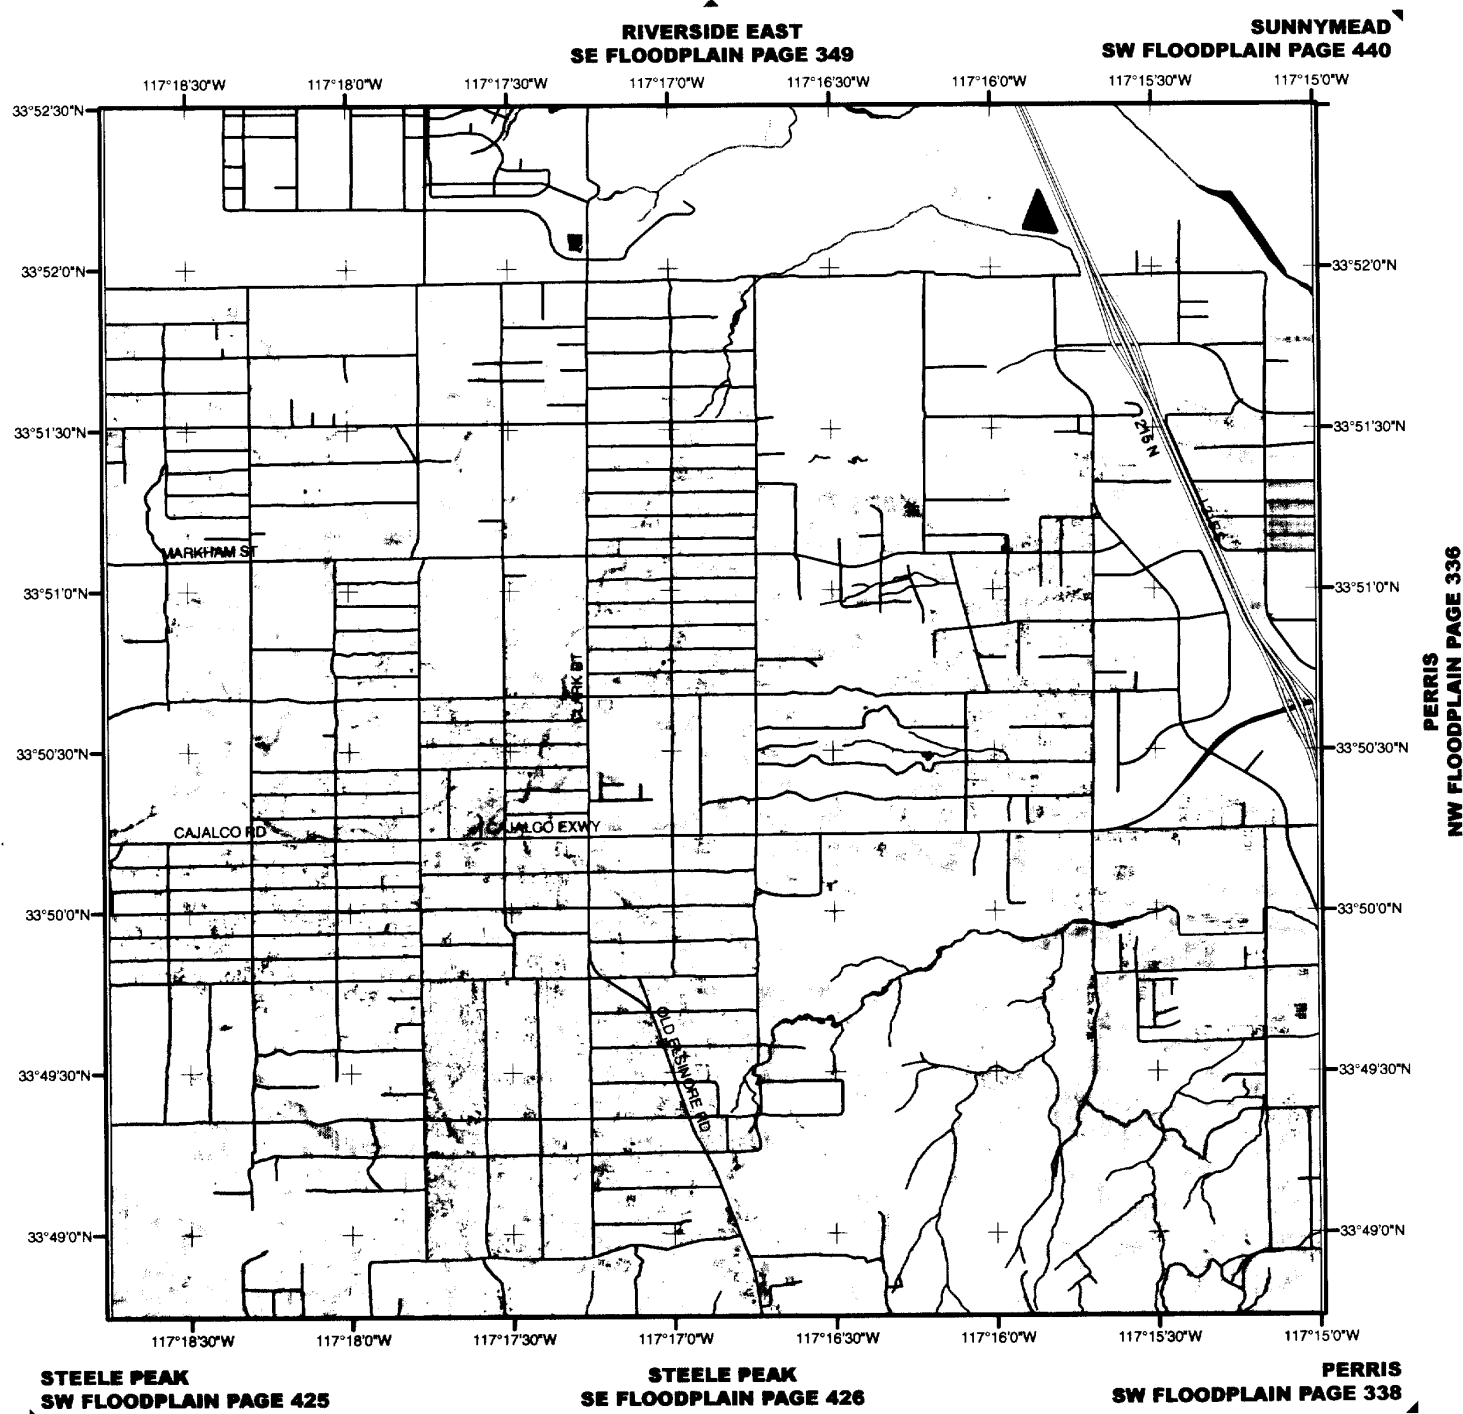 RIVERSIDE EAST
SE FLOODPLAIN PAGE 349
SUNNYMEAD
SW FLOODPLAIN PAGE 440
117°18'30"W 117°18'0"W 117°17'30"W 117°17'0"W 117°16'30"W 117°16'0"W 117°15'30"W 117°15'0"W
33°52'30"N
33°52'0"N 33°52'0"N
33°51'30"N 33°51'30"N
215 N
MARKHAM ST
33°51'0"N 33°51'0"N
PERRIS
NW FLOODPLAIN PAGE 336
CLARK ST
33°50'30"N 33°50'30"N
CAJALCO RD
CAJALCO EXWY
33°50'0"N 33°50'0"N
OLD ELSINORE RD
33°49'30"N 33°49'30"N
33°49'0"N 33°49'0"N
117°18'30"W 117°18'0"W 117°17'30"W 117°17'0"W 117°16'30"W 117°16'0"W 117°15'30"W 117°15'0"W
STEELE PEAK
SW FLOODPLAIN PAGE 425
STEELE PEAK
SE FLOODPLAIN PAGE 426
PERRIS
SW FLOODPLAIN PAGE 338